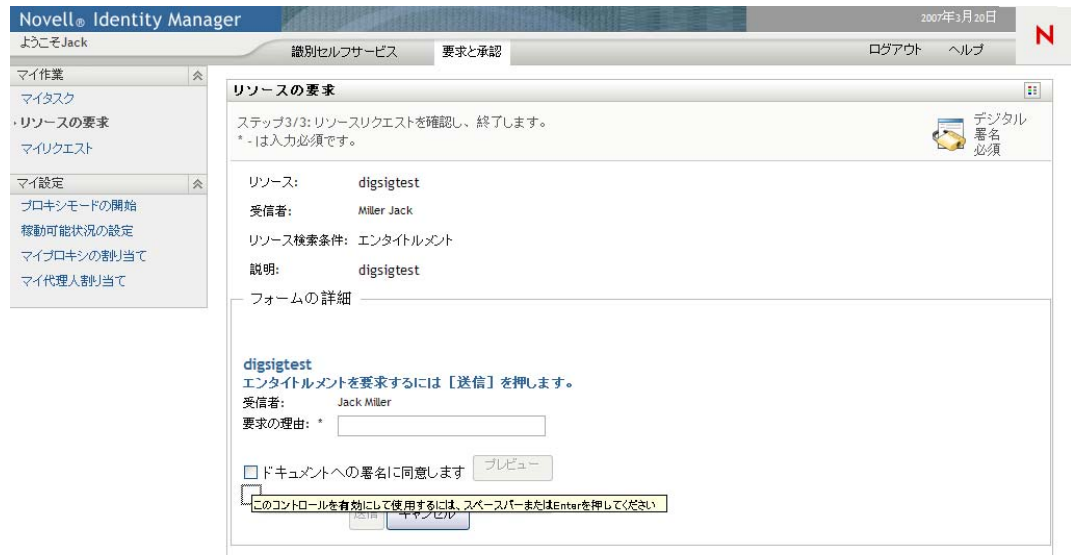 Novell® Identity Manager
2007年3月20日
ようこそJack
識別セルフサービス
要求と承認
ログアウト
ヘルプ
N
マイ作業
マイタスク
リソースの要求
マイリクエスト
マイ設定
プロキシモードの開始
稼動可能状況の設定
マイプロキシの割り当て
マイ代理人割り当て
リソースの要求
ステップ3/3: リソースリクエストを確認し、終了します。
* - は入力必須です。
デジタル
署名
必須
リソース: digsigtest
受信者: Miller Jack
リソース検索条件: エンタイトルメント
説明: digsigtest
フォームの詳細
digsigtest
エンタイトルメントを要求するには［送信］を押します。
受信者: Jack Miller
要求の理由: *
ドキュメントへの署名に同意します プレビュー
このコントロールを有効にして使用するには、スペースバーまたはEnterを押してください
送信 キャンセル